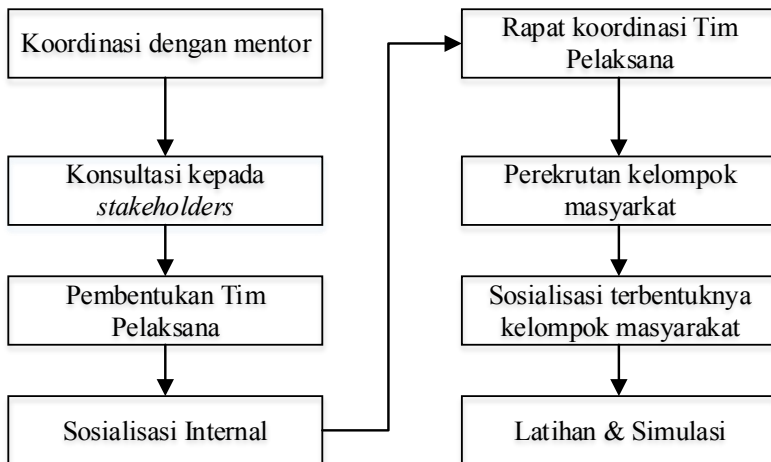 Koordinasi dengan mentor
Konsultasi kepada
stakeholders
Pembentukan Tim
Pelaksana
Sosialisasi Internal
Rapat koordinasi Tim
Pelaksana
Perekrutan kelompok
masyarkat
Sosialisasi terbentuknya
kelompok masyarakat
Latihan & Simulasi